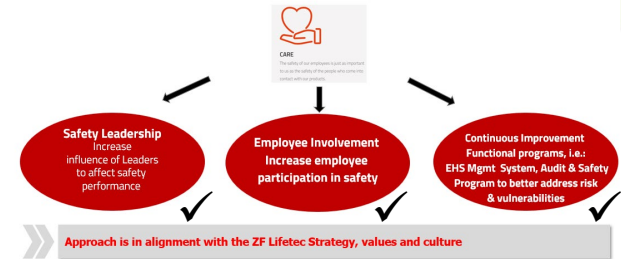 CARE
The safety of our employees is just as important
to us as the safety of the people who come into
contact with our products.
Safety Leadership
Increase
influence of Leaders
to affect safety
performance
Employee Involvement
Increase employee
participation in safety
Continuous Improvement
Functional programs, i.e.:
EHS Mgmt System, Audit & Safety
Program to better address risk
& vulnerabilities
Approach is in alignment with the ZF Lifetec Strategy, values and culture